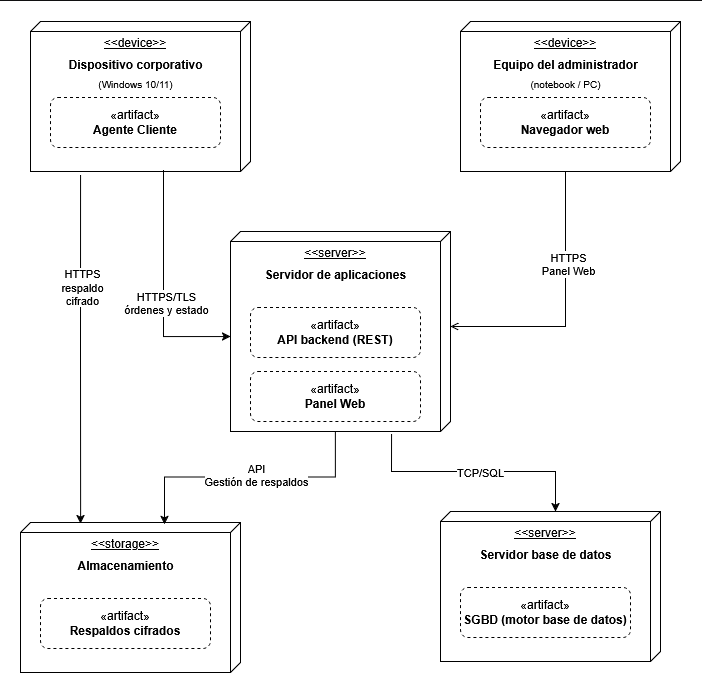 <<device>>
Dispositivo corporativo
(Windows 10/11)
«artifact»
Agente Cliente
<<device>>
Equipo del administrador
(notebook / PC)
«artifact»
Navegador web
HTTPS
respaldo
cifrado
HTTPS/TLS
órdenes y estado
<<server>>
Servidor de aplicaciones
«artifact»
API backend (REST)
«artifact»
Panel Web
HTTPS
Panel Web
API
Gestión de respaldos
TCP/SQL
<<storage>>
Almacenamiento
«artifact»
Respaldos cifrados
<<server>>
Servidor base de datos
«artifact»
SGBD (motor base de datos)